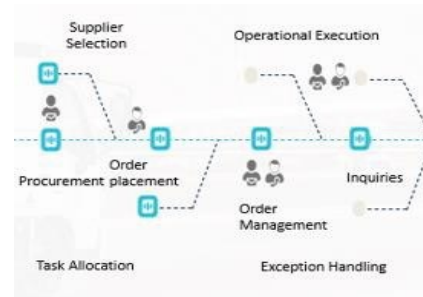 Supplier
Selection
Operational Execution
Procurement
Order
placement
Inquiries
Order
Management
Task Allocation
Exception Handling